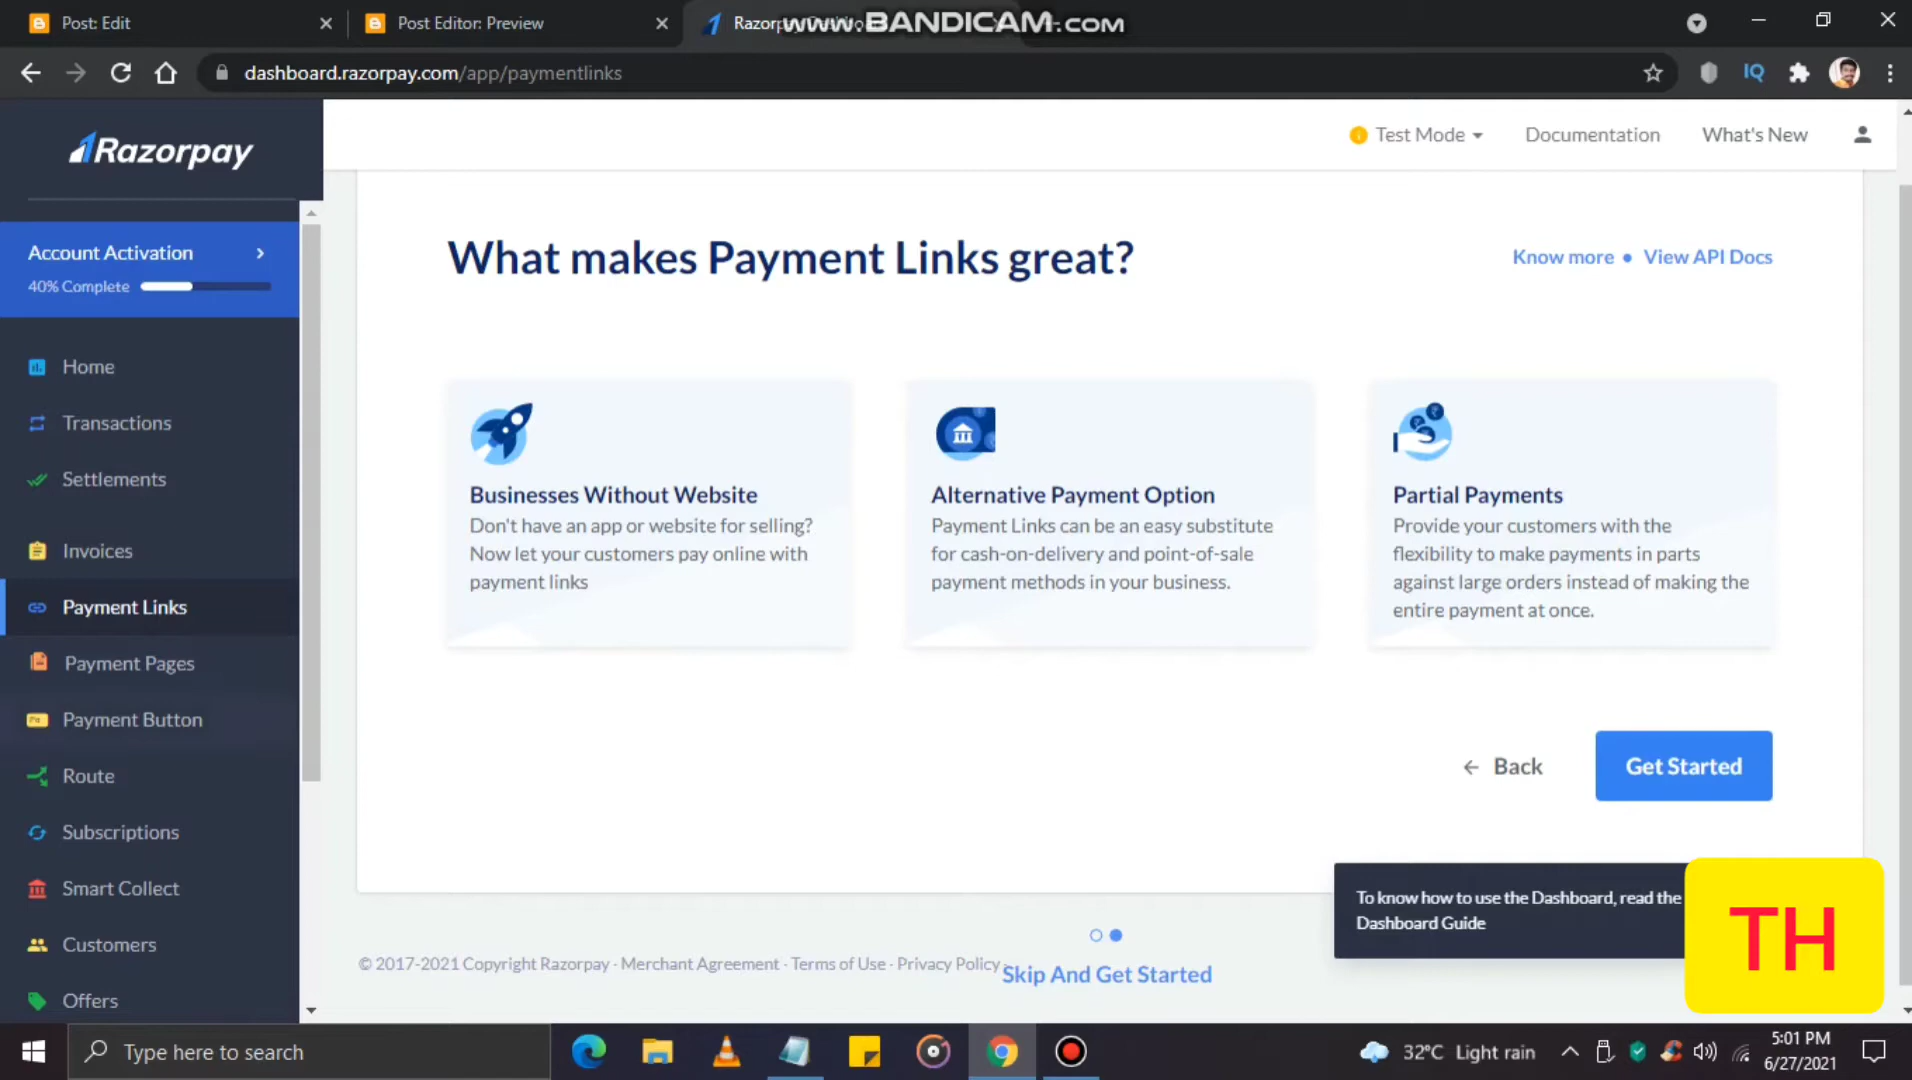 Post: Edit
Post Editor: Preview
www.BANDICAM.com
dashboard.razorpay.com/app/paymentlinks
IQ
Razorpay
Test Mode
Documentation
What's New
Account Activation
40% Complete
Home
Transactions
Settlements
Invoices
Payment Links
Payment Pages
Payment Button
Route
Subscriptions
Smart Collect
Customers
Offers
What makes Payment Links great?
Know more • View API Docs
Businesses Without Website
Don't have an app or website for selling?
Now let your customers pay online with
payment links
Alternative Payment Option
Payment Links can be an easy substitute
for cash-on-delivery and point-of-sale
payment methods in your business.
Partial Payments
Provide your customers with the
flexibility to make payments in parts
against large orders instead of making the
entire payment at once.
Back
Get Started
To know how to use the Dashboard, read the
Dashboard Guide
TH
© 2017-2021 Copyright Razorpay · Merchant Agreement · Terms of Use · Privacy Policy ·
Skip And Get Started
Type here to search
32°C Light rain
5:01 PM
6/27/2021